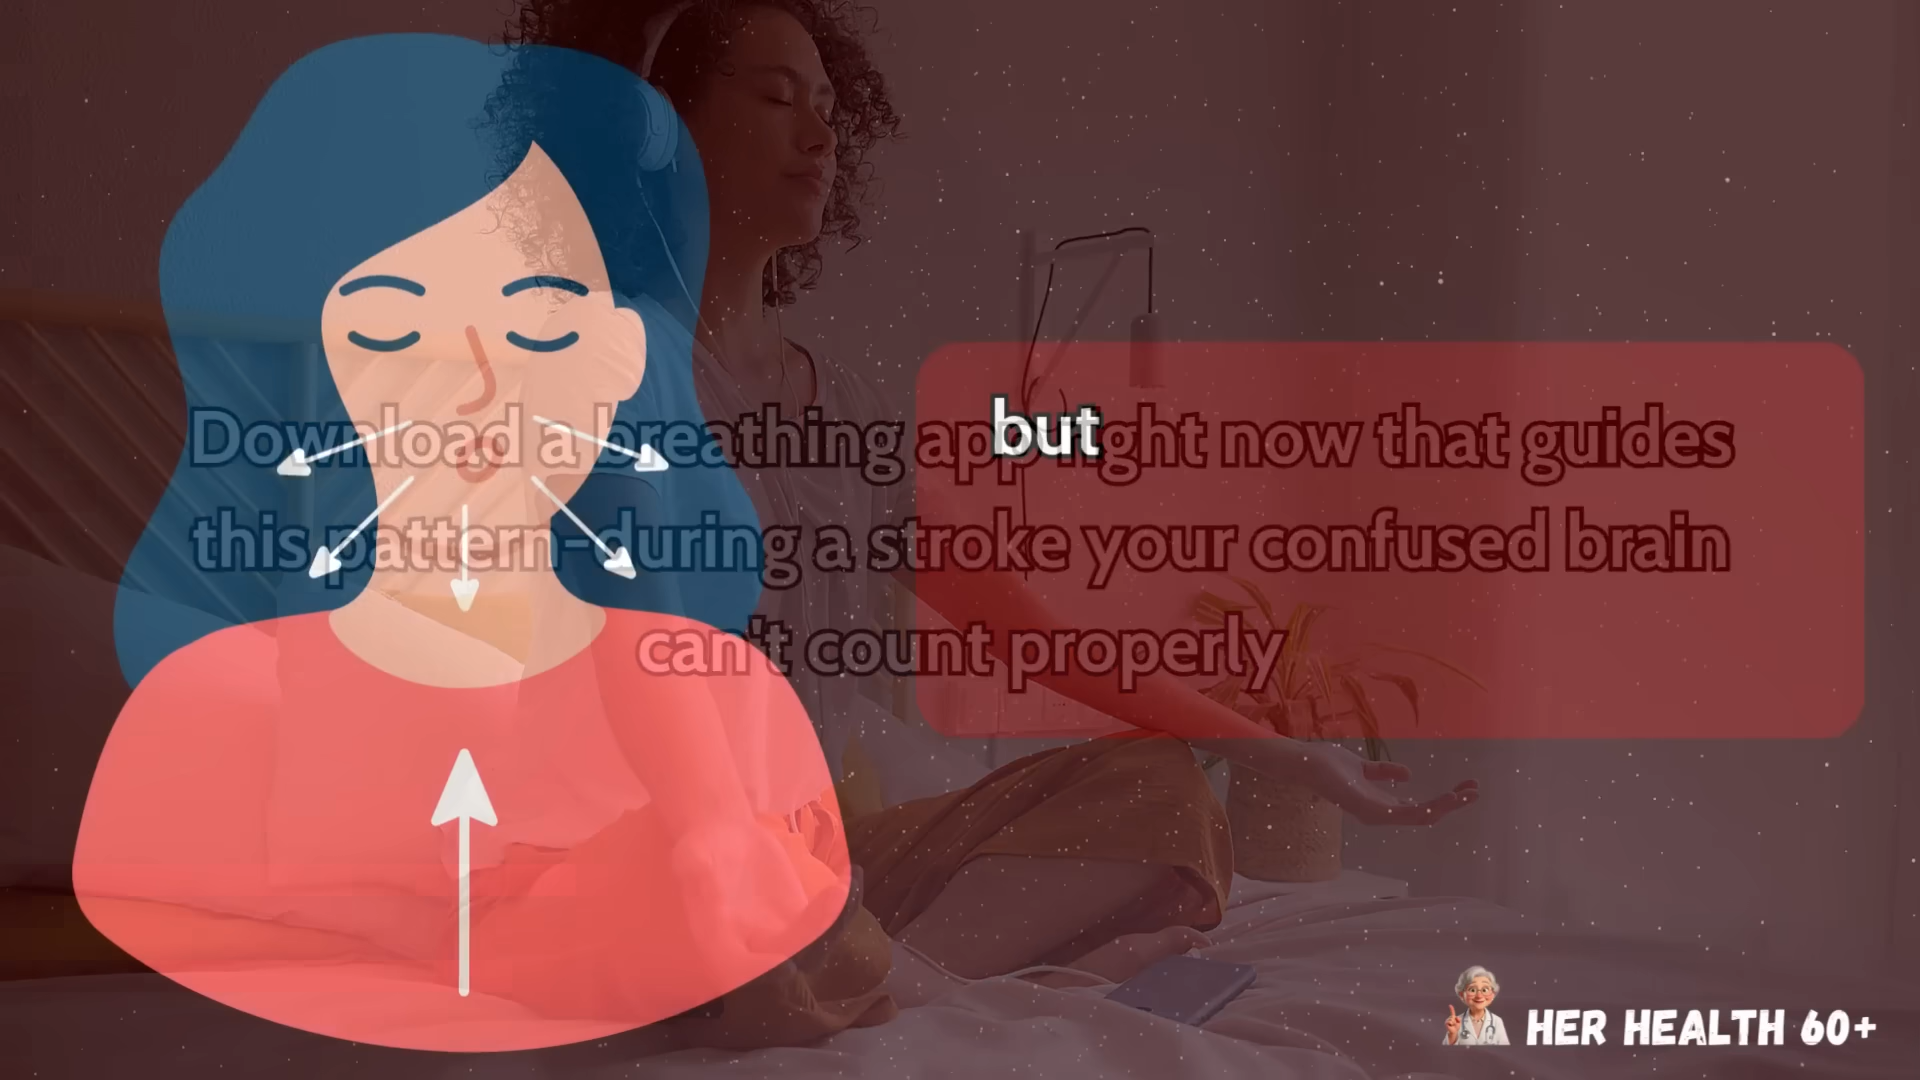 Download a breathing app right now that guides
this pattern-during a stroke your confused brain
can't count properly
but
HER HEALTH 60+